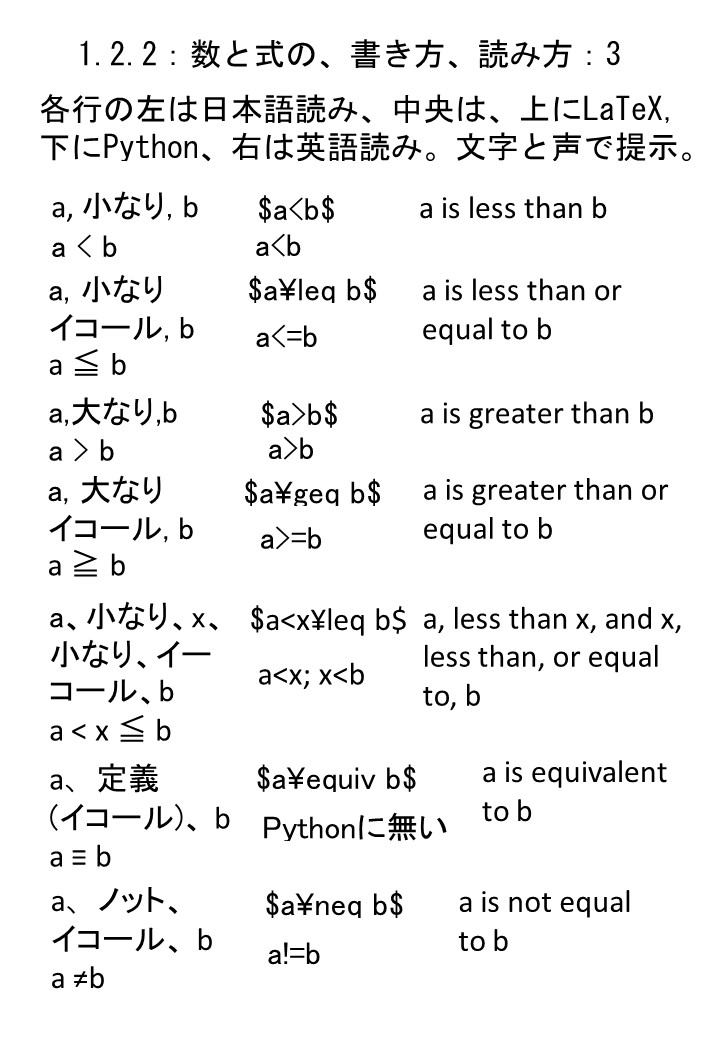 1.2.2：数と式の、書き方、読み方：3
各行の左は日本語読み、中央は、上にLaTeX,
下にPython、右は英語読み。文字と声で提示。
a, 小なり, b
a < b
$a<b$
a<b
a is less than b
a, 小なり
イコール, b
a ≦ b
$a¥leq b$
a<=b
a is less than or
equal to b
a,大なり,b
a > b
$a>b$
a>b
a is greater than b
a, 大なり
イコール, b
a ≧ b
$a¥geq b$
a>=b
a is greater than or
equal to b
a、小なり、x、
小なり、イー
コール、b
a < x ≦ b
$a<x¥leq b$
a<x; x<b
a, less than x, and x,
less than, or equal
to, b
a、 定義
(イコール)、 b
a ≡ b
$a¥equiv b$
Pythonに無い
a is equivalent
to b
a、 ノット、
イコール、 b
a ≠b
$a¥neq b$
a!=b
a is not equal
to b